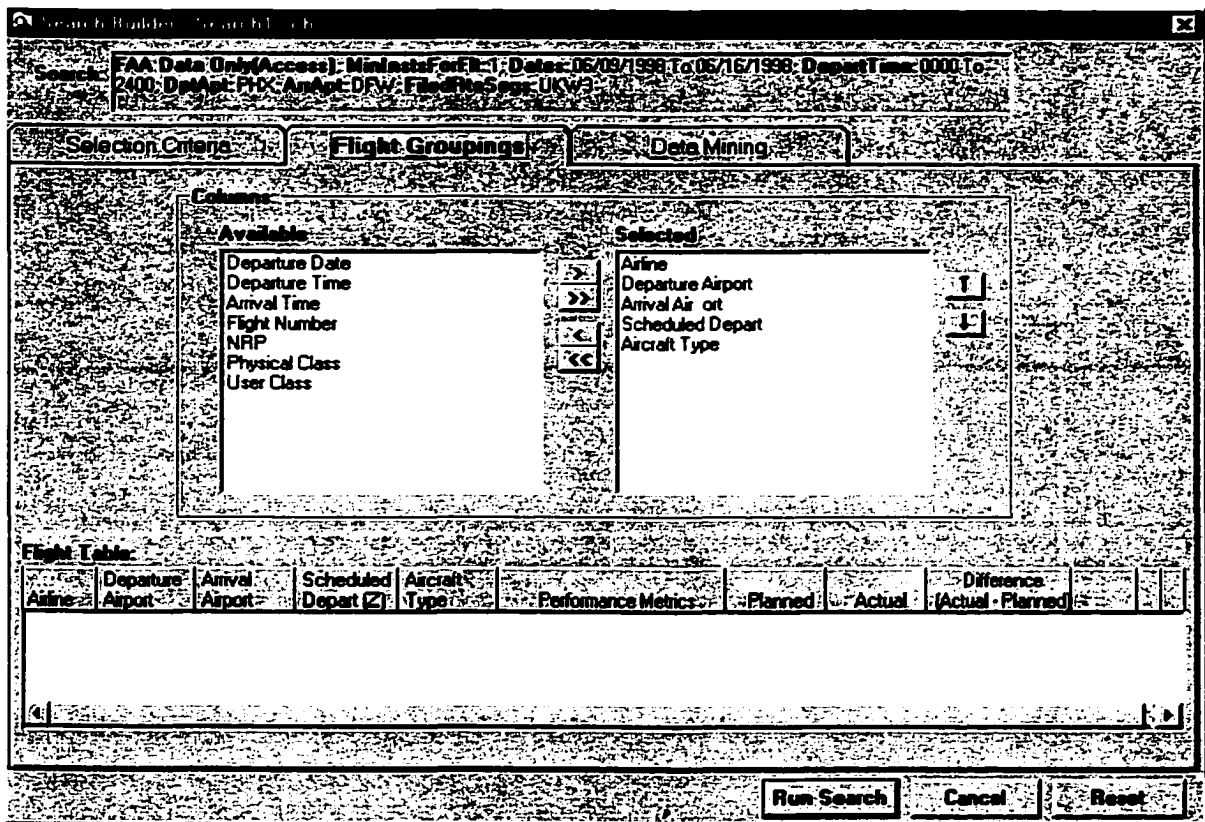 Search Builder - Search1.sch
Search: FAA Data Only(Access); MinInstsForFlt:1; Dates:06/09/1998 To 06/16/1998; DepartTime:0000 To
2400; DptApt:PHX; ArrApt:DFW; FiledRteSegs:UKW3
Selection Criteria Flight Groupings Data Mining
Columns:
Available Selected
Departure Date Airline
Departure Time Departure Airport
Arrival Time Arrival Air ort
Flight Number Scheduled Depart
NRP Aircraft Type
Physical Class
User Class
> >> < <<
Flight Table:
Departure Arrival Scheduled Aircraft Difference
Airline Airport Airport Depart (Z) Type Performance Metrics Planned Actual (Actual - Planned)
Run Search Cancel Reset